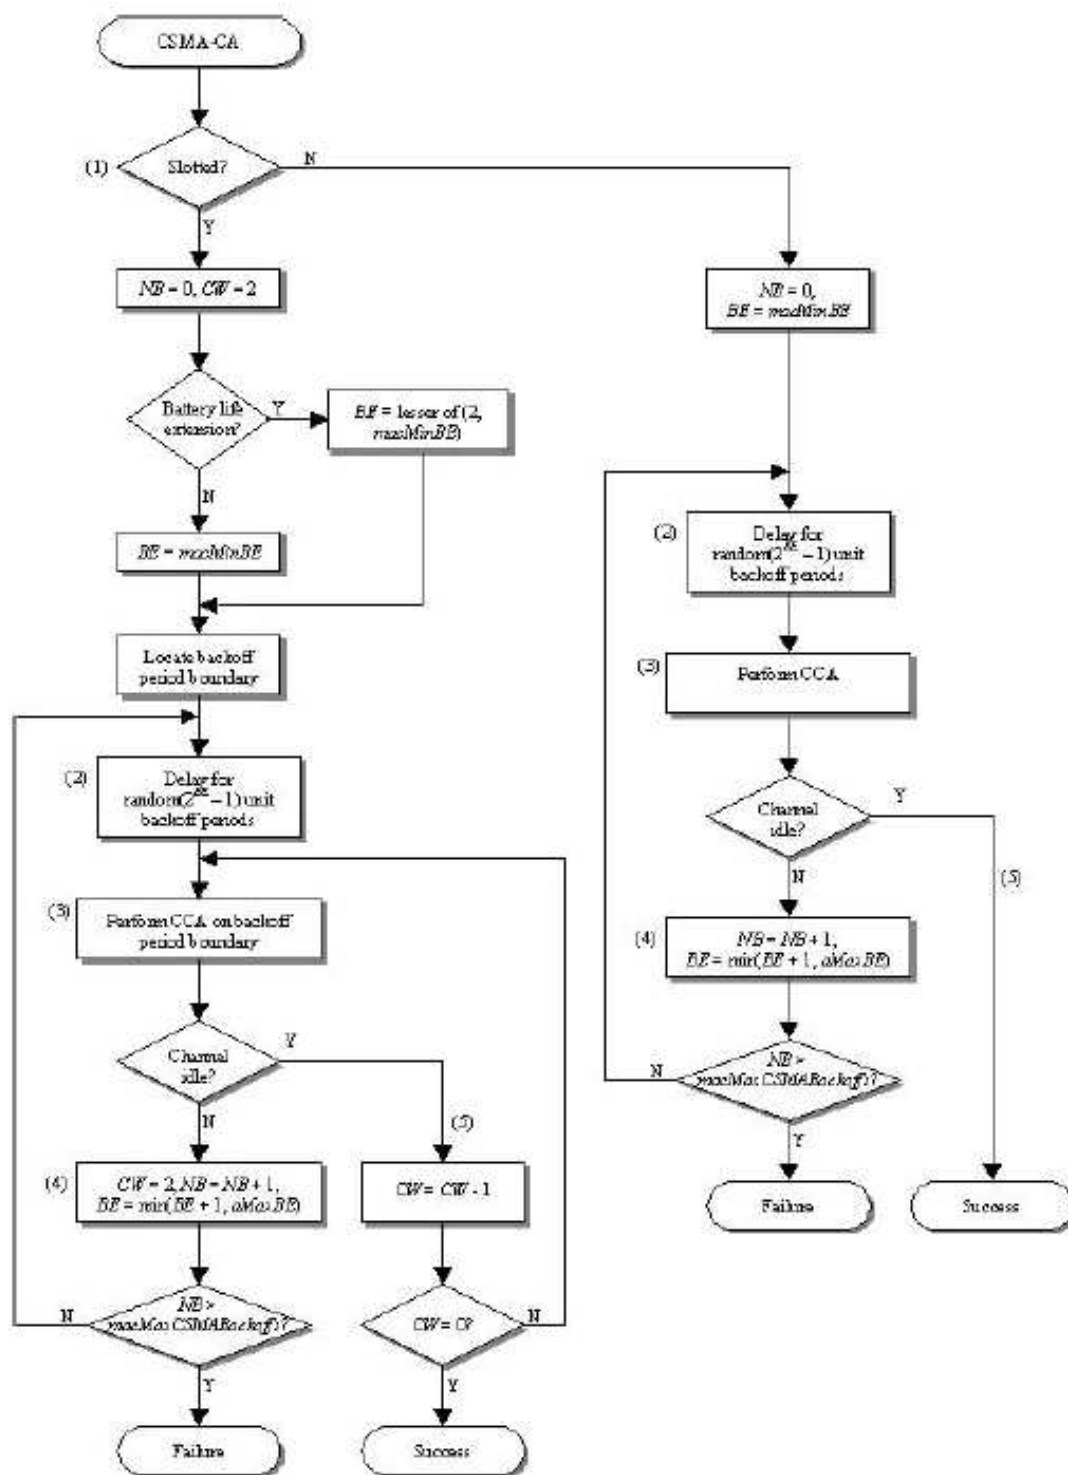 CSMA-CA
(1)
Slotted?
N
Y
NB = 0, CW = 2
NB = 0,
BE = macMinBE
Battery life
extension?
Y
BE = lesser of (2,
macMinBE)
N
BE = macMinBE
Locate backoff
period boundary
(2)
Delay for
random(2^BE - 1) unit
backoff periods
(3)
Perform CCA on backoff
period boundary
Channel
idle?
Y
N
(5)
(4)
CW = 2, NB = NB + 1,
BE = min(BE + 1, aMaxBE)
CW = CW - 1
NB >
macMaxCSMABackoffs?
N
Y
CW = 0?
N
Y
Failure
Success
(2)
Delay for
random(2^BE - 1) unit
backoff periods
(3)
Perform CCA
Channel
idle?
Y
N
(5)
(4)
NB = NB + 1,
BE = min(BE + 1, aMaxBE)
NB >
macMaxCSMABackoffs?
N
Y
Failure
Success